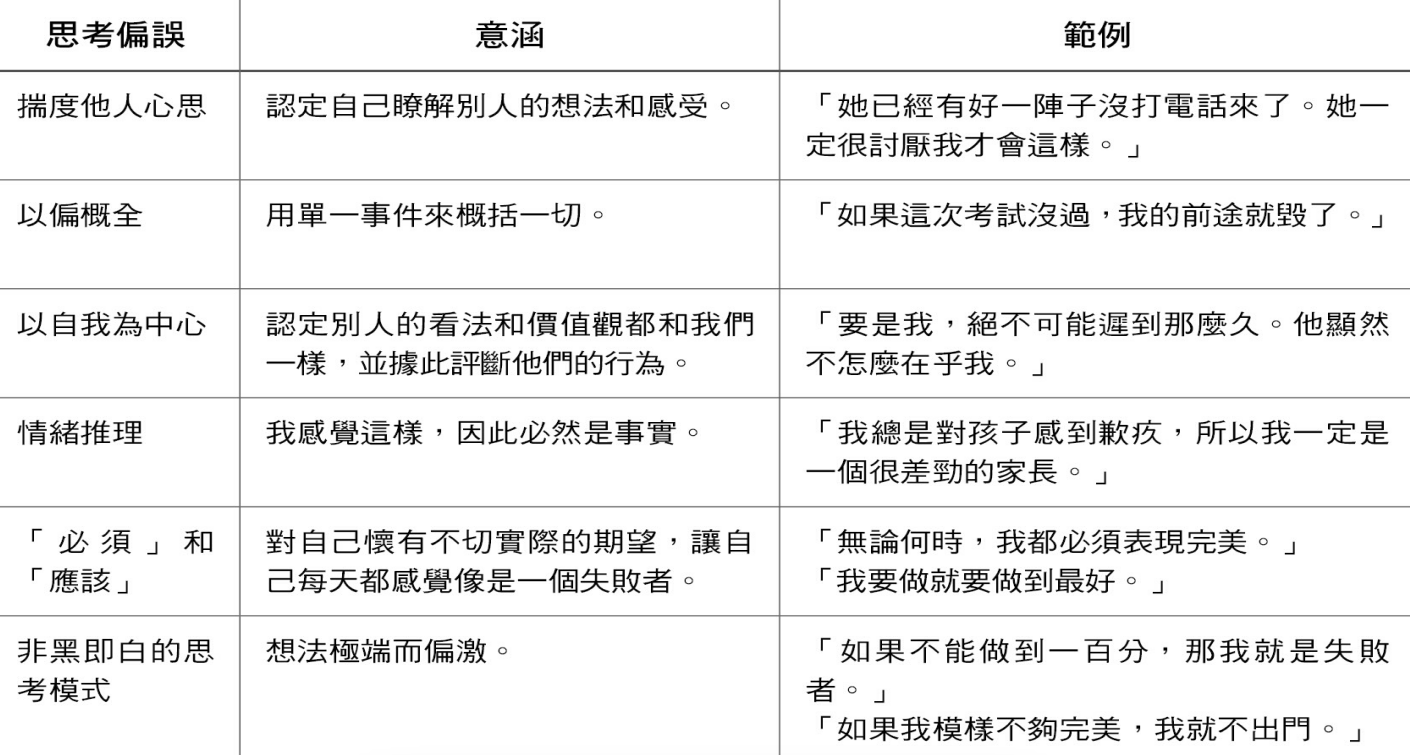 思考偏誤
意涵
範例
揣度他人心思
認定自己瞭解別人的想法和感受。
「她已經有好一陣子沒打電話來了。她一
定很討厭我才會這樣。」
以偏概全
用單一事件來概括一切。
「如果這次考試沒過，我的前途就毀了。」
以自我為中心
認定別人的看法和價值觀都和我們
一樣，並據此評斷他們的行為。
「要是我，絕不可能遲到那麼久。他顯然
不怎麼在乎我。」
情緒推理
我感覺這樣，因此必然是事實。
「我總是對孩子感到歉疚，所以我一定是
一個很差勁的家長。」
「必須」和
「應該」
對自己懷有不切實際的期望，讓自
己每天都感覺像是一個失敗者。
「無論何時，我都必須表現完美。」
「我要做就要做到最好。」
非黑即白的思
考模式
想法極端而偏激。
「如果不能做到一百分，那我就是失敗
者。」
「如果我模樣不夠完美，我就不出門。」